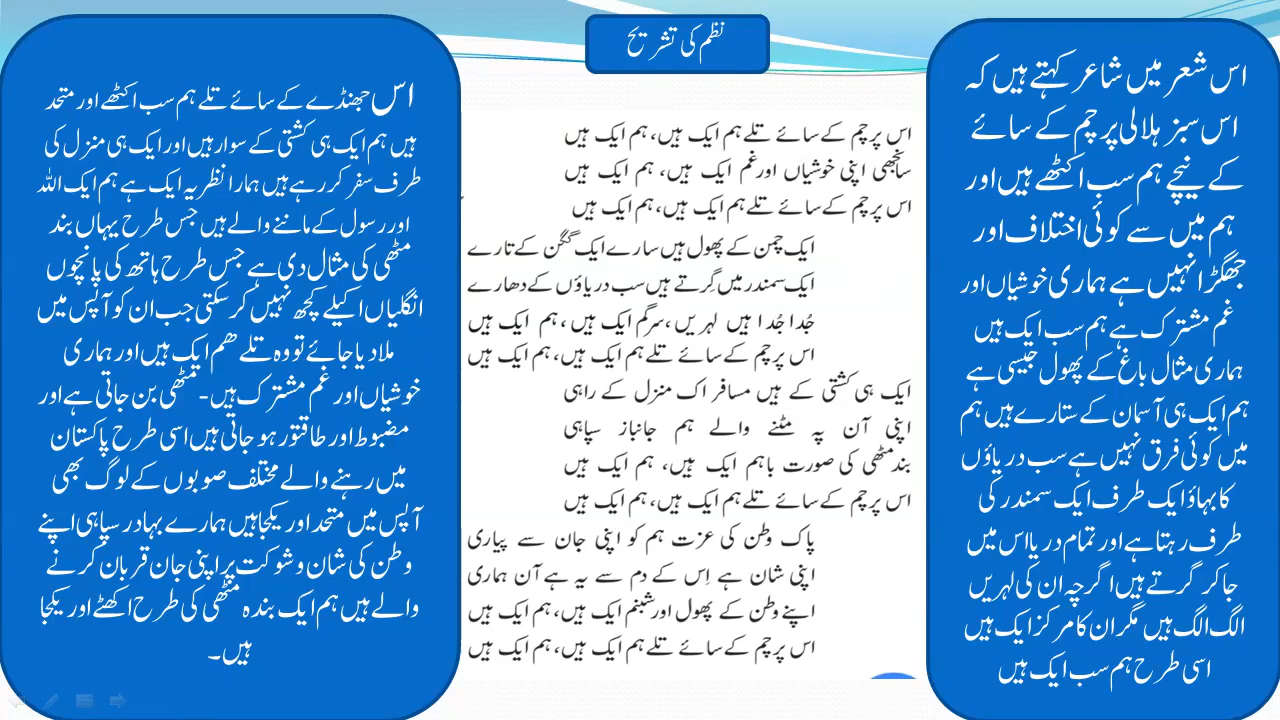 نظم کی تشریح
اس شعر میں شاعر کہتے ہیں کہ
اس سبز ہلالی پرچم کے سائے
کے نیچے ہم سب اکٹھے ہیں اور
ہم میں سے کوئی اختلاف اور
جھگڑا نہیں ہے ہماری خوشیاں اور
غم مشترک ہے ہم سب ایک ہیں
ہماری مثال باغ کے پھول جیسی ہے
ہم ایک ہی آسمان کے ستارے ہیں ہم
میں کوئی فرق نہیں ہے سب دریاؤں
کا بہاؤ ایک طرف ایک سمندر کی
طرف رہتا ہے اور تمام دریا اس میں
جا کر گرتے ہیں اگرچہ ان کی لہریں
الگ الگ ہیں مگر ان کا مرکز ایک ہیں
اسی طرح ہم سب ایک ہیں
اس پرچم کے سائے تلے ہم ایک ہیں، ہم ایک ہیں
سانجھی اپنی خوشیاں اور غم ایک ہیں، ہم ایک ہیں
اس پرچم کے سائے تلے ہم ایک ہیں، ہم ایک ہیں
ایک چمن کے پھول ہیں سارے ایک گگن کے تارے
ایک سمندر میں گِرتے ہیں سب دریاؤں کے دھارے
جُدا جُدا ہیں لہریں، سرگم ایک ہیں، ہم ایک ہیں
اس پرچم کے سائے تلے ہم ایک ہیں، ہم ایک ہیں
ایک ہی کشتی کے ہیں مسافر اک منزل کے راہی
اپنی آن پہ مٹنے والے ہم جانباز سپاہی
بند مٹھی کی صورت باہم ایک ہیں، ہم ایک ہیں
اس پرچم کے سائے تلے ہم ایک ہیں، ہم ایک ہیں
پاک وطن کی عزت ہم کو اپنی جان سے پیاری
اپنی شان ہے اِس کے دم سے یہ ہے آن ہماری
اپنے وطن کے پھول اور شبنم ایک ہیں، ہم ایک ہیں
اس پرچم کے سائے تلے ہم ایک ہیں، ہم ایک ہیں
اس جھنڈے کے سائے تلے ہم سب اکٹھے اور متحد
ہیں ہم ایک ہی کشتی کے سوار ہیں اور ایک ہی منزل کی
طرف سفر کر رہے ہیں ہمارا نظریہ ایک ہے ہم ایک اللہ
اور رسول کے ماننے والے ہیں جس طرح یہاں بند
مٹھی کی مثال دی ہے جس طرح ہاتھ کی پانچوں
انگلیاں اکیلے کچھ نہیں کر سکتی جب ان کو آپس میں
ملا دیا جائے تو وہ تلے ھم ایک ہیں اور ہماری
خوشیاں اور غم مشترک ہیں۔ مٹھی بن جاتی ہے اور
مضبوط اور طاقتور ہو جاتی ہیں اسی طرح پاکستان
میں رہنے والے مختلف صوبوں کے لوگ بھی
آپس میں متحد اور یکجا ہیں ہمارے بہادر سپاہی اپنے
وطن کی شان و شوکت پر اپنی جان قربان کرنے
والے ہیں ہم ایک بندہ مٹھی کی طرح اکھٹے اور یکجا
ہیں۔